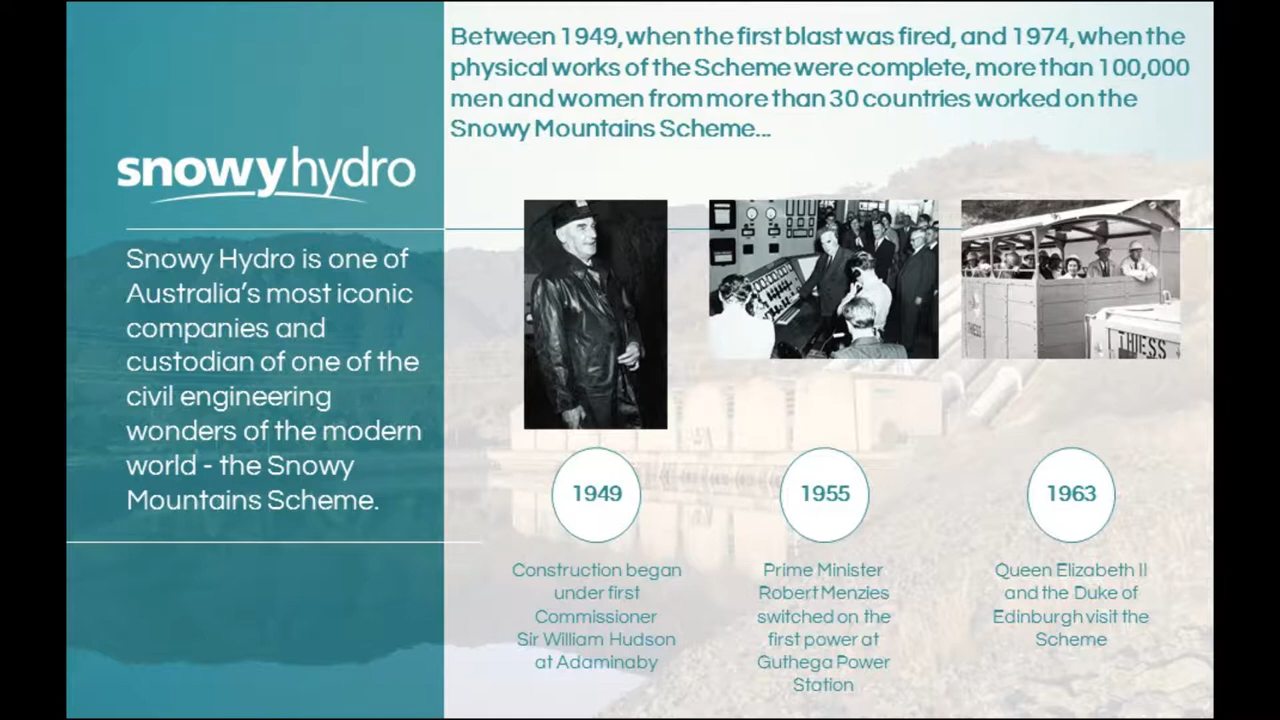 Between 1949, when the first blast was fired, and 1974, when the
physical works of the Scheme were complete, more than 100,000
men and women from more than 30 countries worked on the
Snowy Mountains Scheme...
snowyhydro
Snowy Hydro is one of
Australia's most iconic
companies and
custodian of one of the
civil engineering
wonders of the modern
world - the Snowy
Mountains Scheme.
THIESS
THIESS
1949
Construction began
under first
Commissioner
Sir William Hudson
at Adaminaby
1955
Prime Minister
Robert Menzies
switched on the
first power at
Guthega Power
Station
1963
Queen Elizabeth II
and the Duke of
Edinburgh visit the
Scheme